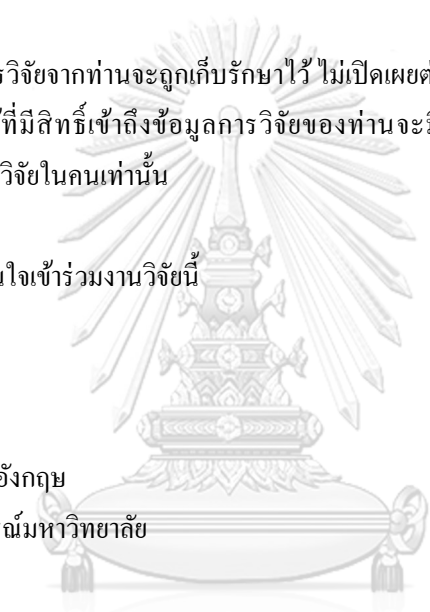 รวิจัยจากท่านจะถูกเก็บรักษาไว้ ไม่เปิดเผยต่
ที่มีสิทธิ์เข้าถึงข้อมูลการวิจัยของท่านจะมี
วิจัยในคนเท่านั้น
นใจเข้าร่วมงานวิจัยนี้
อังกฤษ
รณ์มหาวิทยาลัย